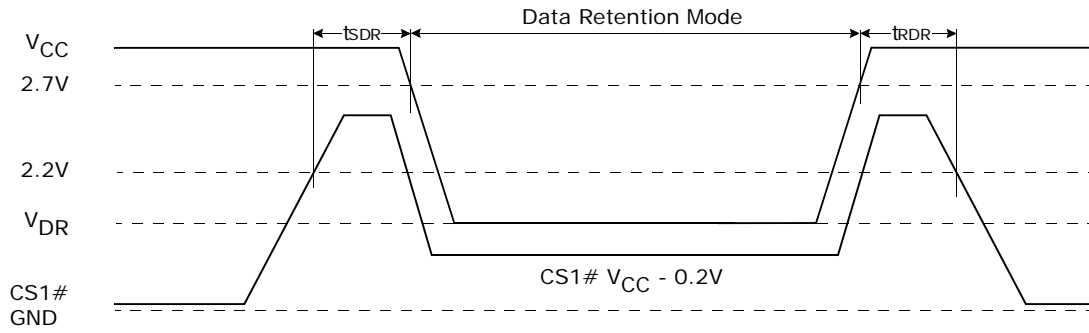 Data Retention Mode
tSDR
tRDR
VCC
2.7V
2.2V
VDR
CS1# VCC - 0.2V
CS1#
GND